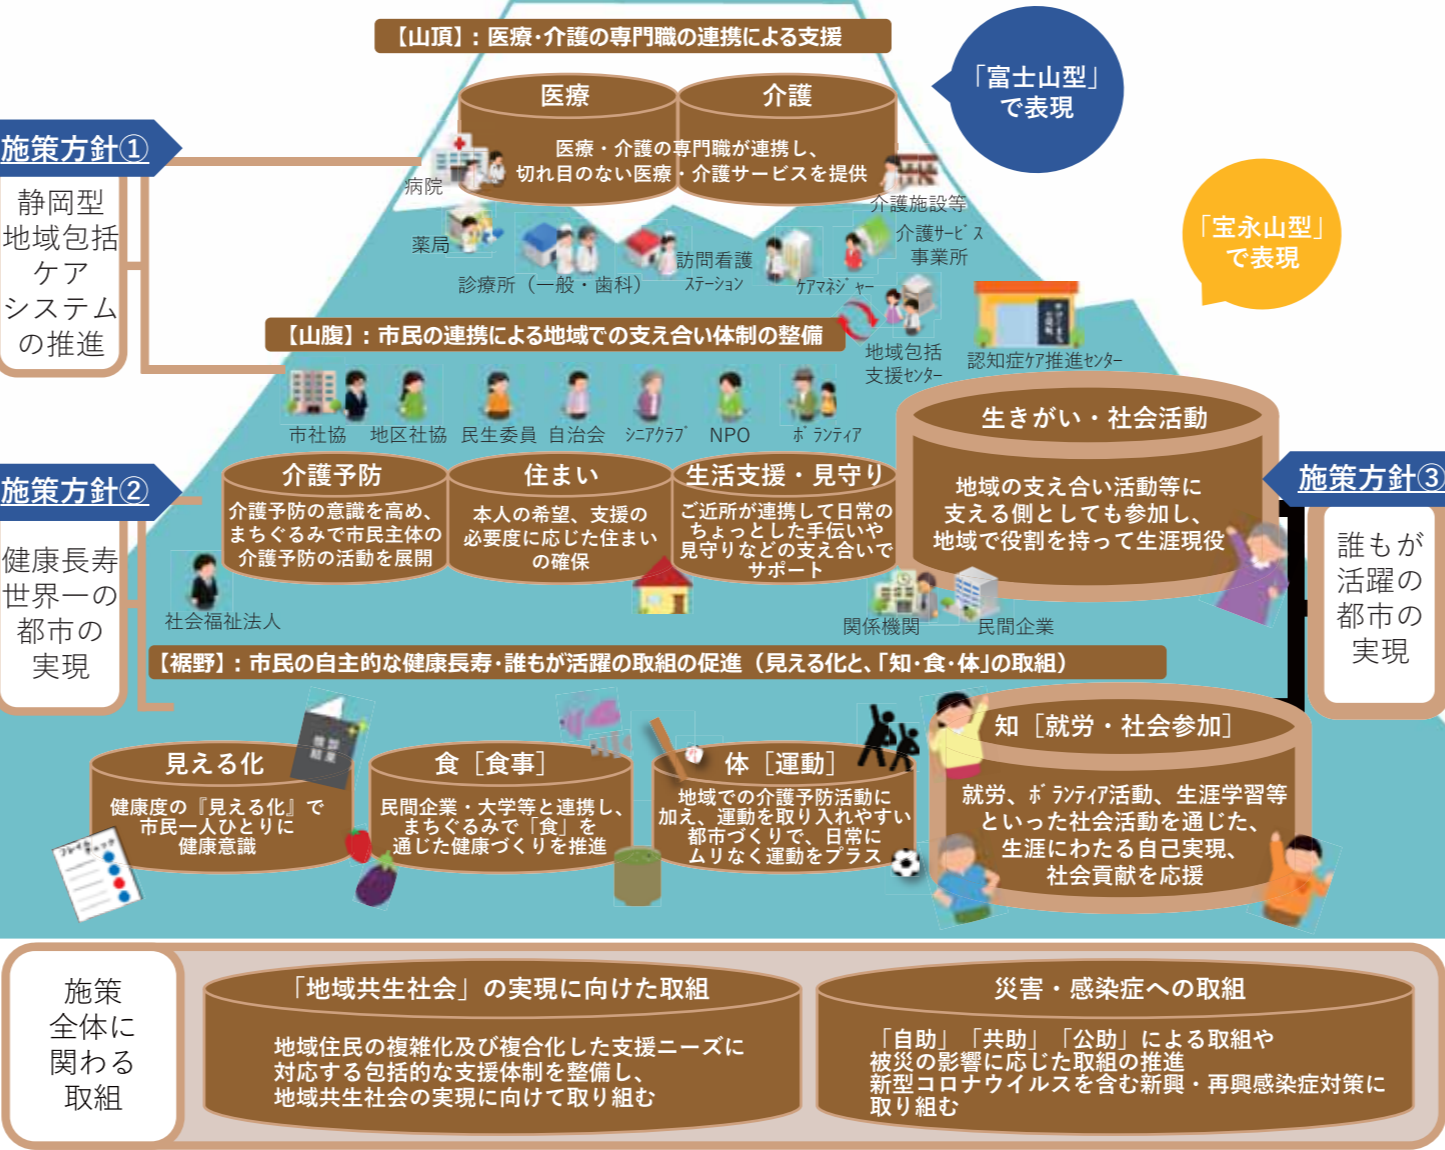 【山頂】：医療・介護の専門職の連携による支援
「富士山型」
で表現
医療
介護
医療・介護の専門職が連携し、
切れ目のない医療・介護サービスを提供
施策方針①
静岡型
地域包括
ケア
システム
の推進
病院
介護施設等
「宝永山型」
で表現
薬局
介護ｻｰﾋﾞｽ
事業所
診療所（一般・歯科）
訪問看護
ｽﾃｰｼｮﾝ
ｹｱﾏﾈｼﾞｬｰ
【山腹】：市民の連携による地域での支え合い体制の整備
地域包括
支援ｾﾝﾀｰ
認知症ｹｱ推進ｾﾝﾀｰ
市社協
地区社協
民生委員
自治会
ｼﾆｱｸﾗﾌﾞ
NPO
ﾎﾞﾗﾝﾃｨｱ
生きがい・社会活動
地域の支え合い活動等に
支える側としても参加し、
地域で役割を持って生涯現役
施策方針②
健康長寿
世界一の
都市の
実現
介護予防
介護予防の意識を高め、
まちぐるみで市民主体の
介護予防の活動を展開
住まい
本人の希望、支援の
必要度に応じた住まい
の確保
生活支援・見守り
ご近所が連携して日常の
ちょっとした手伝いや
見守りなどの支え合いで
サポート
施策方針③
誰もが
活躍の
都市の
実現
社会福祉法人
関係機関
民間企業
【裾野】：市民の自主的な健康長寿・誰もが活躍の取組の促進（見える化と、「知・食・体」の取組）
見える化
健康度の『見える化』で
市民一人ひとりに
健康意識
フレイル
チェック
食［食事］
民間企業・大学等と連携し、
まちぐるみで「食」を
通じた健康づくりを推進
体［運動］
地域での介護予防活動に
加え、運動を取り入れやすい
都市づくりで、日常に
ムリなく運動をプラス
知［就労・社会参加］
就労、ﾎﾞﾗﾝﾃｨｱ活動、生涯学習等
といった社会活動を通じた、
生涯にわたる自己実現、
社会貢献を応援
施策
全体に
関わる
取組
「地域共生社会」の実現に向けた取組
地域住民の複雑化及び複合化した支援ニーズに
対応する包括的な支援体制を整備し、
地域共生社会の実現に向けて取り組む
災害・感染症への取組
「自助」「共助」「公助」による取組や
被災の影響に応じた取組の推進
新型コロナウイルスを含む新興・再興感染症対策に
取り組む